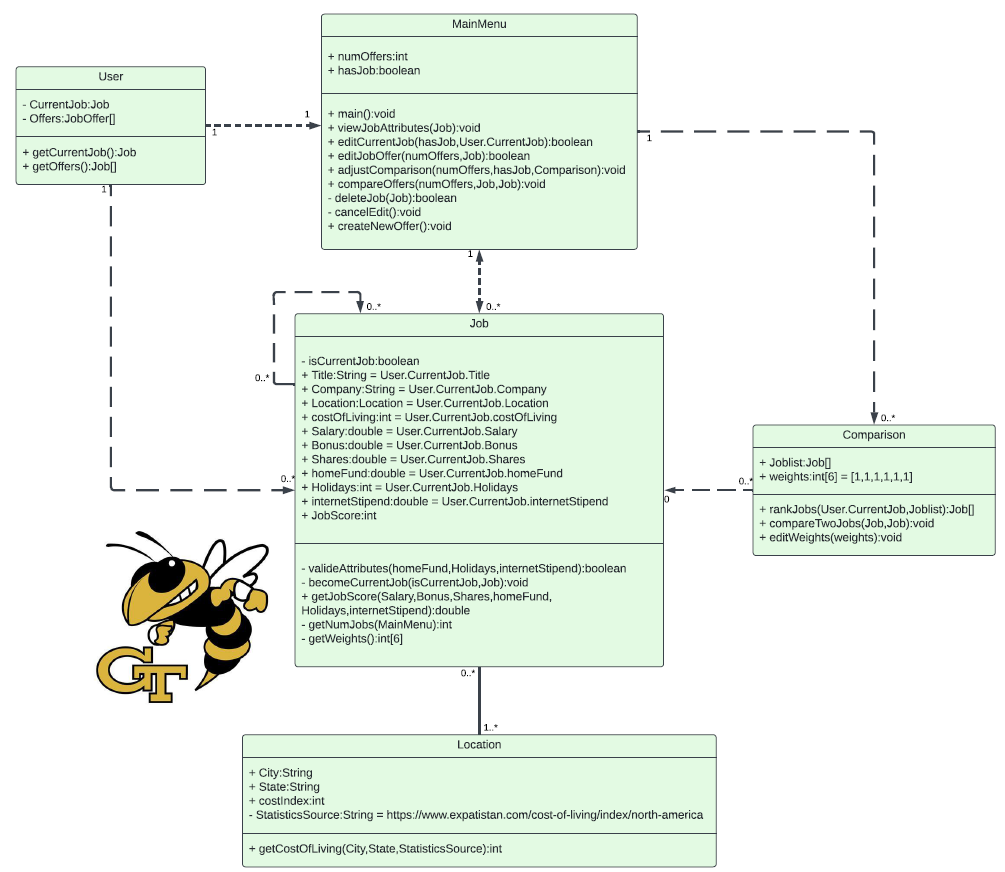 MainMenu
+ numOffers:int
+ hasJob:boolean
+ main():void
+ viewJobAttributes(Job):void
+ editCurrentJob(hasJob,User.CurrentJob):boolean
+ editJobOffer(numOffers,Job):boolean
+ adjustComparison(numOffers,hasJob,Comparison):void
+ compareOffers(numOffers,Job,Job):void
- deleteJob(Job):boolean
- cancelEdit():void
+ createNewOffer():void
User
- CurrentJob:Job
- Offers:JobOffer[]
+ getCurrentJob():Job
+ getOffers():Job[]
1
1
1
1
1
0..*
0..*
0..*
0..*
Job
- isCurrentJob:boolean
+ Title:String = User.CurrentJob.Title
+ Company:String = User.CurrentJob.Company
+ Location:Location = User.CurrentJob.Location
+ costOfLiving:int = User.CurrentJob.costOfLiving
+ Salary:double = User.CurrentJob.Salary
+ Bonus:double = User.CurrentJob.Bonus
+ Shares:double = User.CurrentJob.Shares
+ homeFund:double = User.CurrentJob.homeFund
+ Holidays:int = User.CurrentJob.Holidays
+ internetStipend:double = User.CurrentJob.internetStipend
+ JobScore:int
- valideAttributes(homeFund,Holidays,internetStipend):boolean
- becomeCurrentJob(isCurrentJob,Job):void
+ getJobScore(Salary,Bonus,Shares,homeFund,
Holidays,internetStipend):double
- getNumJobs(MainMenu):int
- getWeights():int[6]
0..*
Comparison
+ Joblist:Job[]
+ weights:int[6] = [1,1,1,1,1,1]
+ rankJobs(User.CurrentJob,Joblist):Job[]
+ compareTwoJobs(Job,Job):void
+ editWeights(weights):void
0..*
0
GT
0..*
1..*
Location
+ City:String
+ State:String
+ costIndex:int
- StatisticsSource:String = https://www.expatistan.com/cost-of-living/index/north-america
+ getCostOfLiving(City,State,StatisticsSource):int